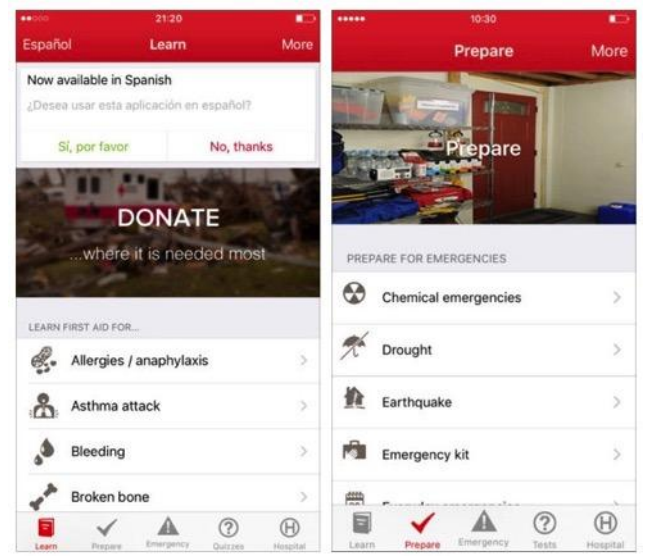 21:20
Español
Learn
More
Now available in Spanish
¿Desea usar esta aplicación en español?
Sí, por favor
No, thanks
DONATE
...where it is needed most
LEARN FIRST AID FOR...
Allergies / anaphylaxis
Asthma attack
Bleeding
Broken bone
Learn
Prepare
Emergency
Quizzes
Hospital
10:30
Prepare
More
Prepare
PREPARE FOR EMERGENCIES
Chemical emergencies
Drought
Earthquake
Emergency kit
Learn
Prepare
Emergency
Tests
Hospital